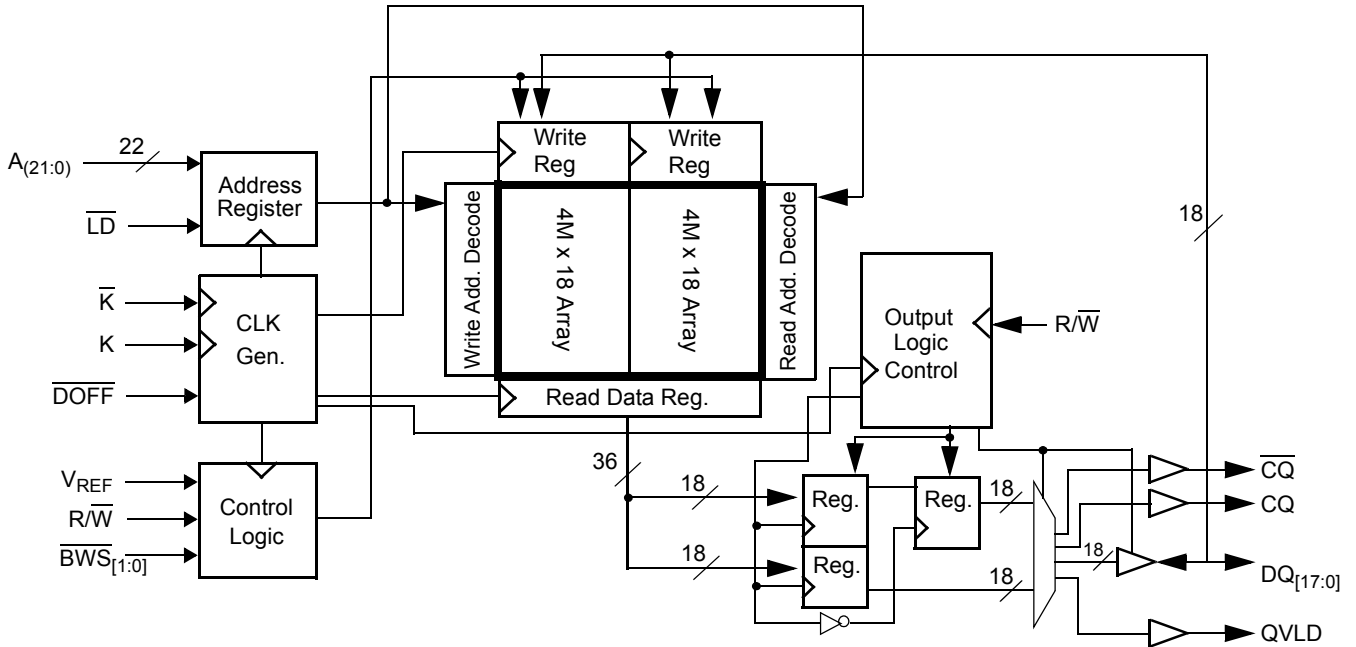 A(21:0)
22
LD
Address
Register
K
K
DOFF
CLK
Gen.
VREF
R/W
BWS[1:0]
Control
Logic
Write
Reg
Write
Reg
Write Add. Decode
4M x 18 Array
4M x 18 Array
Read Add. Decode
Read Data Reg.
36
18
18
Output
Logic
Control
R/W
18
Reg.
Reg.
Reg.
18
18
18
CQ
CQ
DQ[17:0]
QVLD